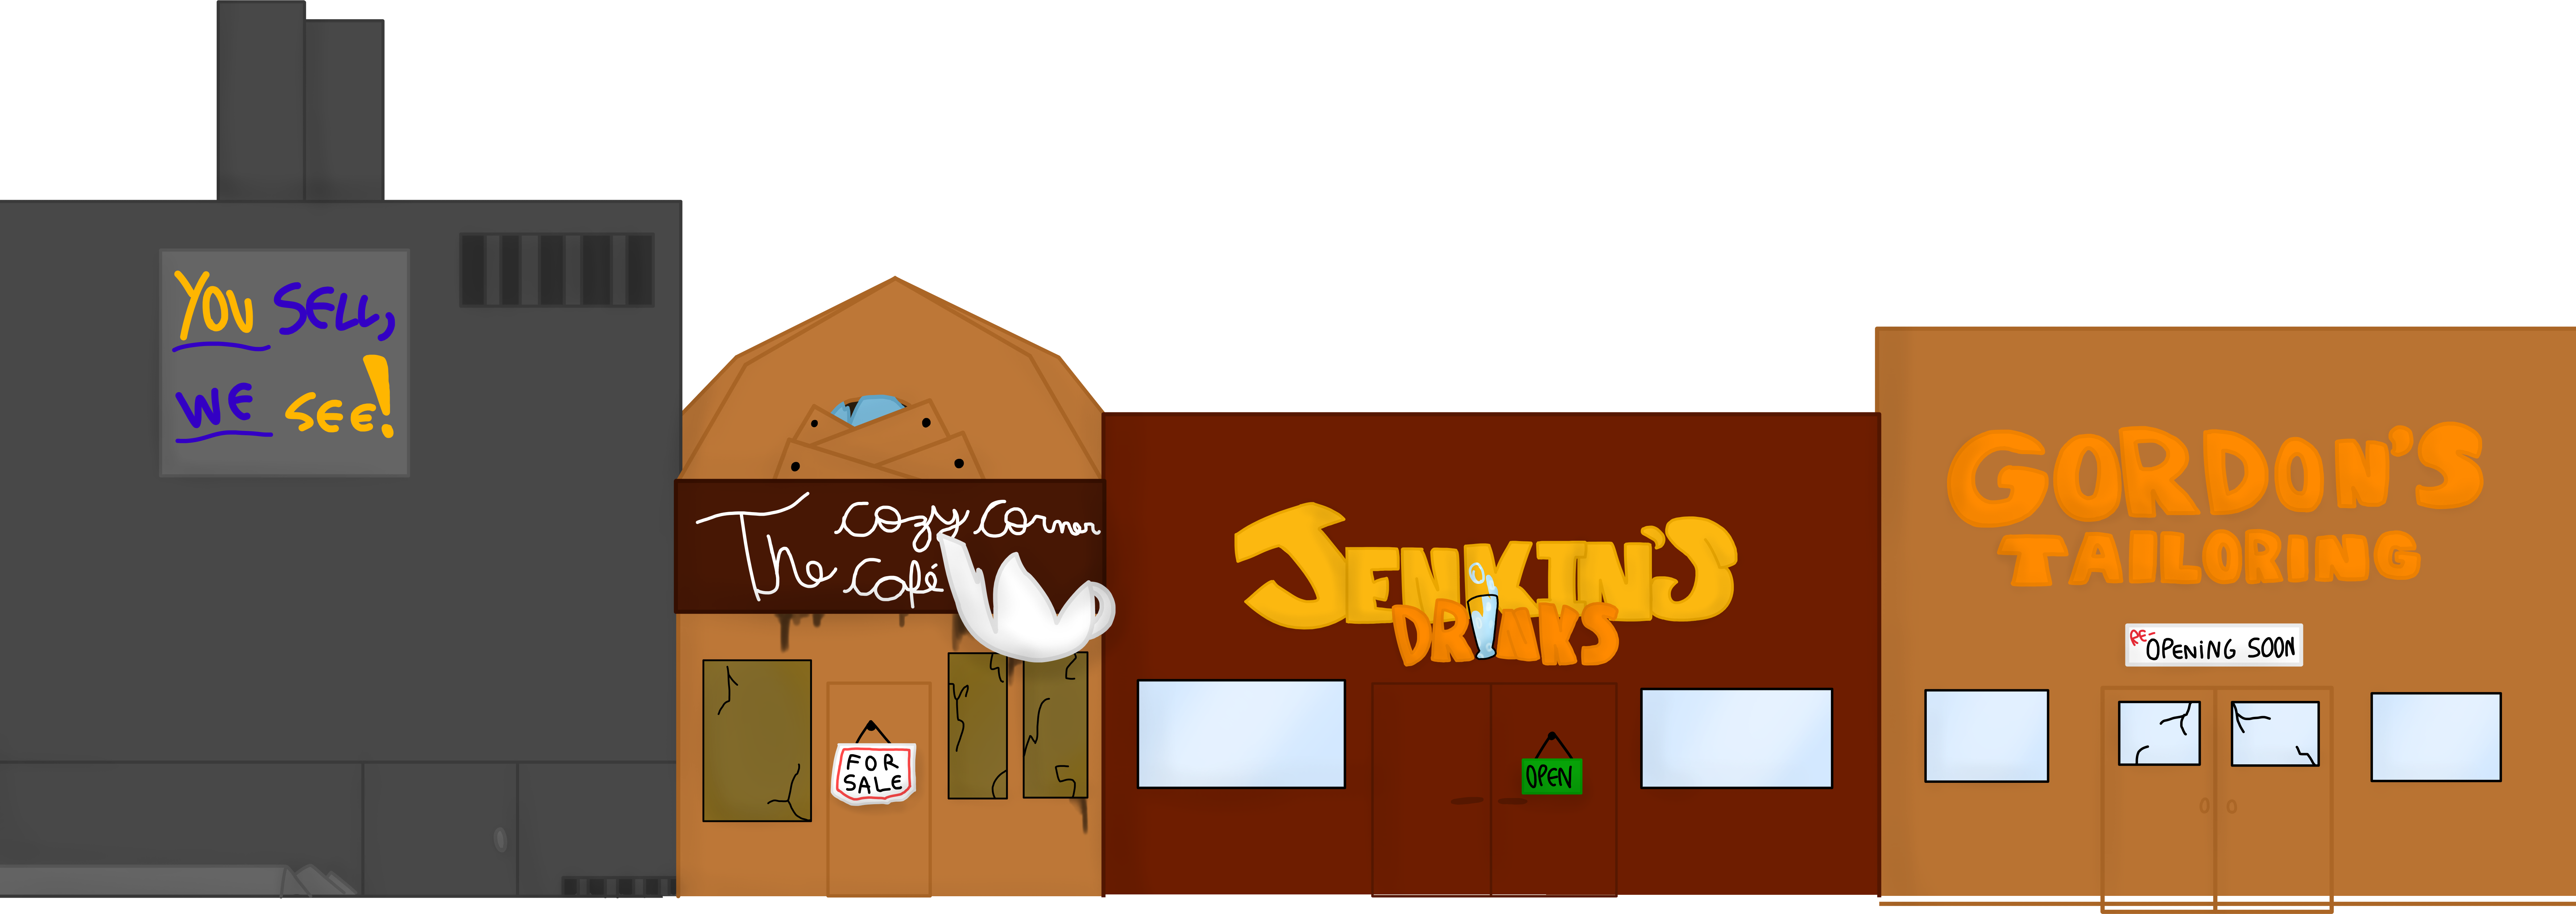 YOU SELL,
WE SEE!
The cozy corner
café
FOR
SALE
JENKIN'S
DRINKS
OPEN
GORDON'S
TAILORING
RE-OPENING SOON